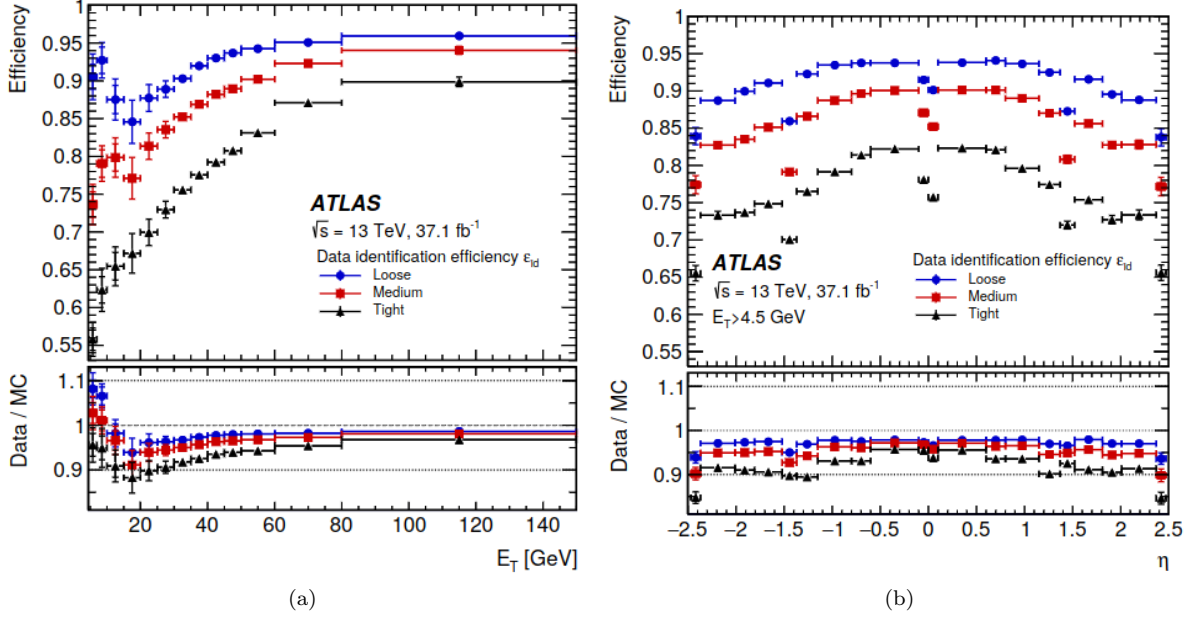 Efficiency
1
0.95
0.9
0.85
0.8
0.75
0.7
0.65
0.6
0.55
ATLAS
√s = 13 TeV, 37.1 fb⁻¹
Data identification efficiency ε_id
Loose
Medium
Tight
Data / MC
1.1
1
0.9
20 40 60 80 100 120 140
E_T [GeV]
(a)
Efficiency
1
0.95
0.9
0.85
0.8
0.75
0.7
0.65
0.6
0.55
ATLAS
√s = 13 TeV, 37.1 fb⁻¹
E_T>4.5 GeV
Data identification efficiency ε_id
Loose
Medium
Tight
Data / MC
1.1
1
0.9
−2.5 −2 −1.5 −1 −0.5 0 0.5 1 1.5 2 2.5
η
(b)